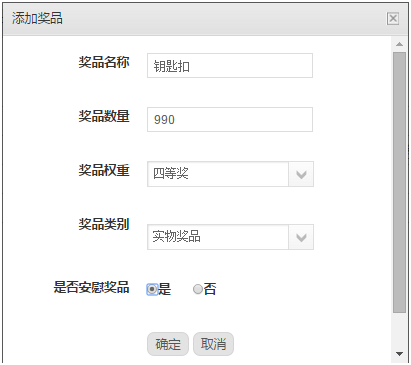 添加奖品
奖品名称 钥匙扣
奖品数量 990
奖品权重 四等奖
奖品类别 实物奖品
是否安慰奖品 是 否
确定 取消